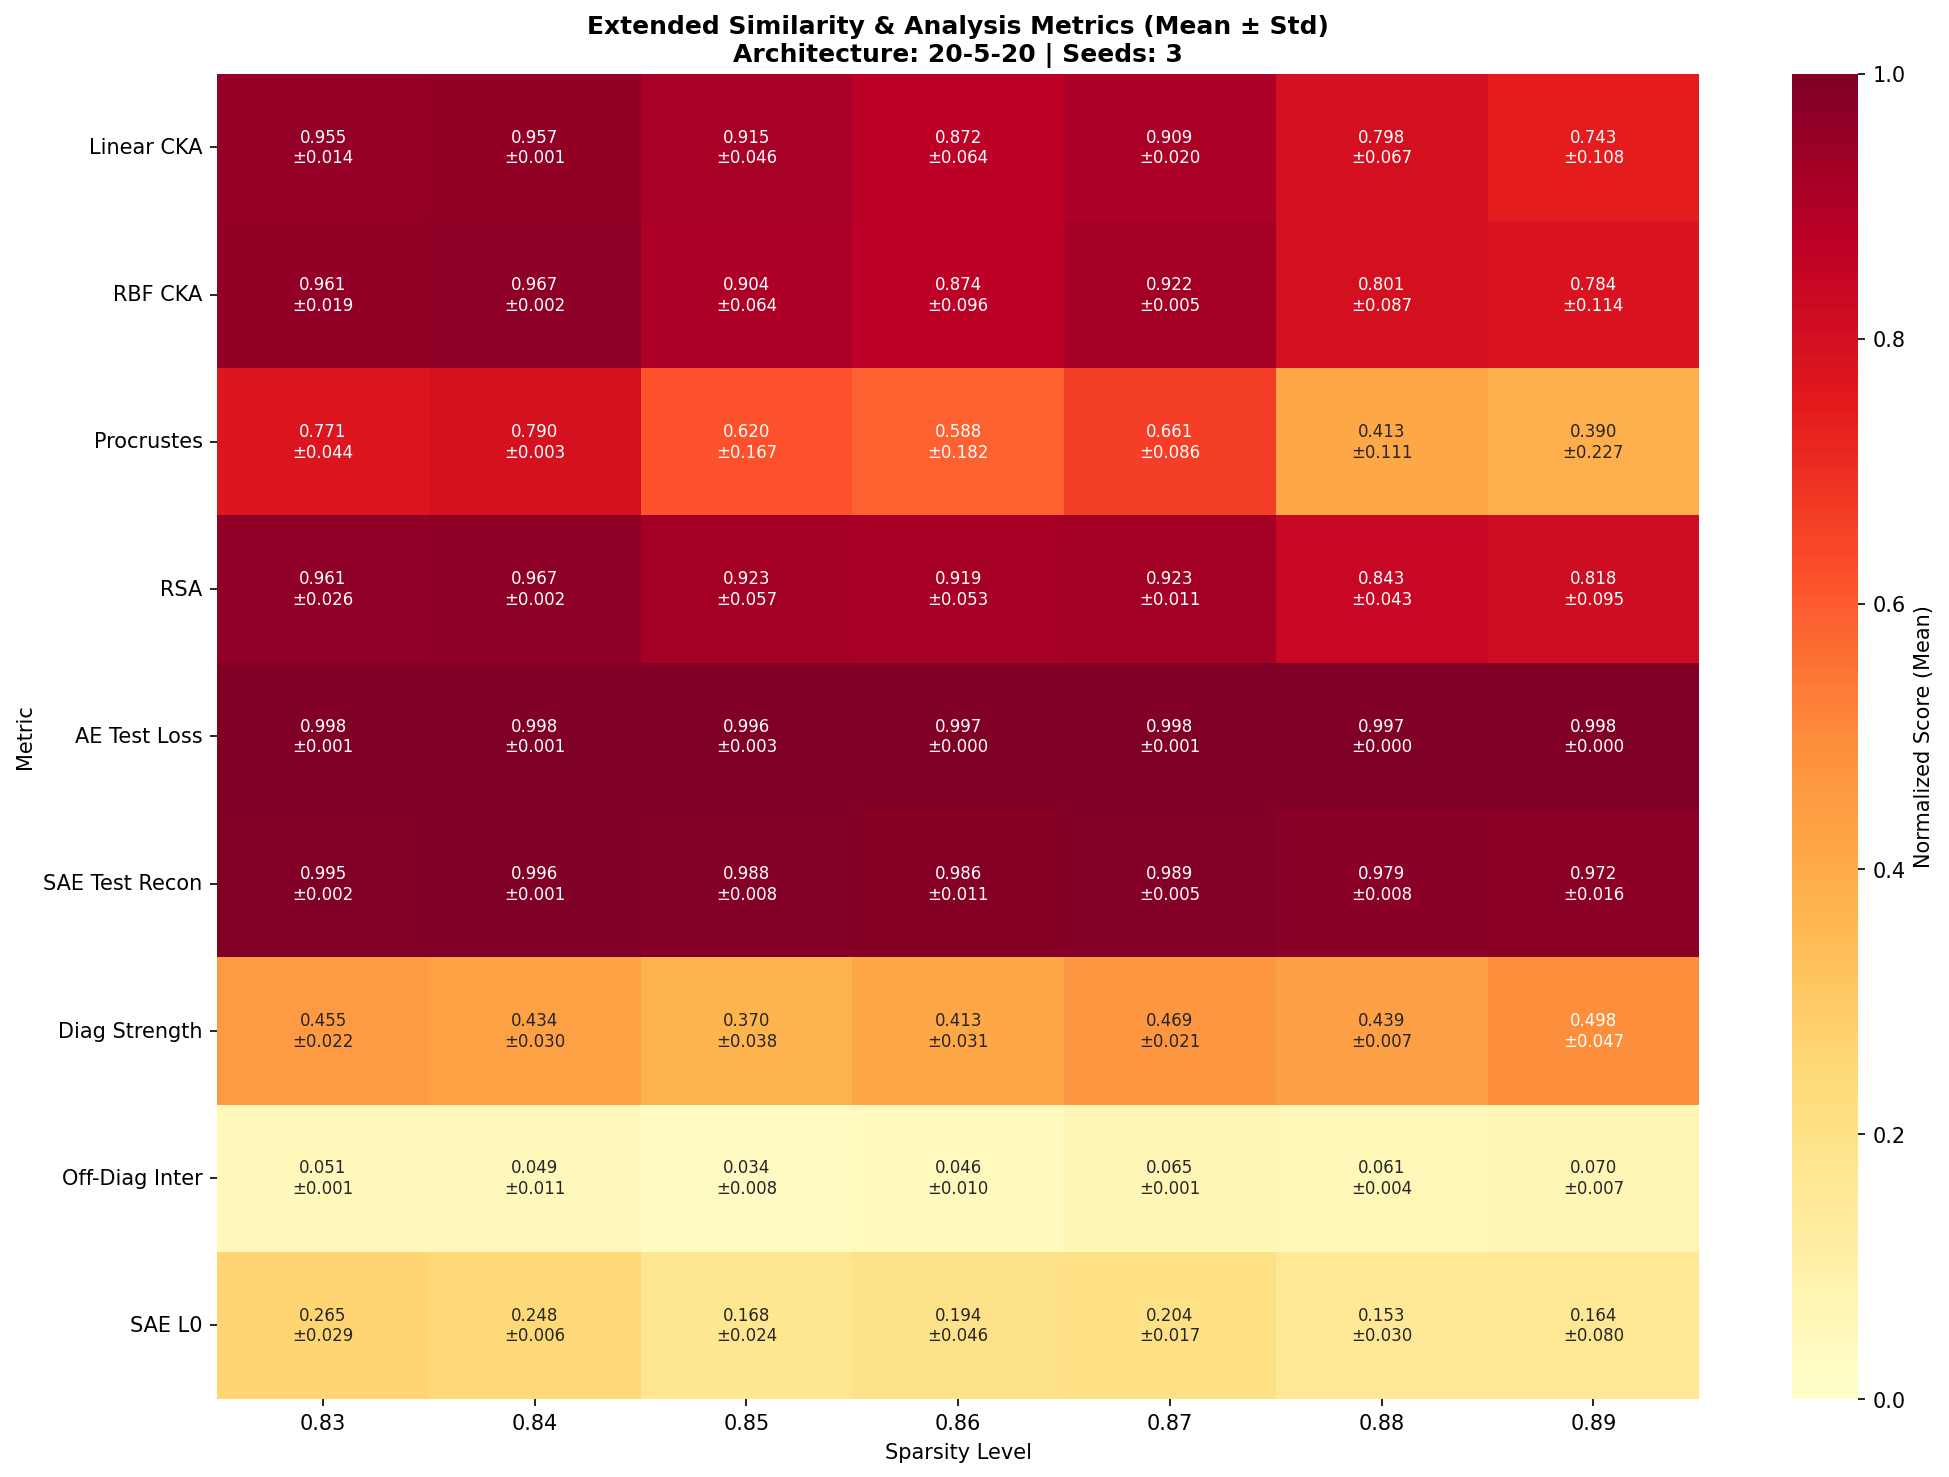 Extended Similarity & Analysis Metrics (Mean ± Std)
Architecture: 20-5-20 | Seeds: 3
Linear CKA
0.955 0.957 0.915 0.872 0.909 0.798 0.743
±0.014 ±0.001 ±0.046 ±0.064 ±0.020 ±0.067 ±0.108
RBF CKA
0.961 0.967 0.904 0.874 0.922 0.801 0.784
±0.019 ±0.002 ±0.064 ±0.096 ±0.005 ±0.087 ±0.114
Procrustes
0.771 0.790 0.620 0.588 0.661 0.413 0.390
±0.044 ±0.003 ±0.167 ±0.182 ±0.086 ±0.111 ±0.227
RSA
0.961 0.967 0.923 0.919 0.923 0.843 0.818
±0.026 ±0.002 ±0.057 ±0.053 ±0.011 ±0.043 ±0.095
AE Test Loss
0.998 0.998 0.996 0.997 0.998 0.997 0.998
±0.001 ±0.001 ±0.003 ±0.000 ±0.001 ±0.000 ±0.000
SAE Test Recon
0.995 0.996 0.988 0.986 0.989 0.979 0.972
±0.002 ±0.001 ±0.008 ±0.011 ±0.005 ±0.008 ±0.016
Diag Strength
0.455 0.434 0.370 0.413 0.469 0.439 0.498
±0.022 ±0.030 ±0.038 ±0.031 ±0.021 ±0.007 ±0.047
Off-Diag Inter
0.051 0.049 0.034 0.046 0.065 0.061 0.070
±0.001 ±0.011 ±0.008 ±0.010 ±0.001 ±0.004 ±0.007
SAE L0
0.265 0.248 0.168 0.194 0.204 0.153 0.164
±0.029 ±0.006 ±0.024 ±0.046 ±0.017 ±0.030 ±0.080
0.83 0.84 0.85 0.86 0.87 0.88 0.89
Sparsity Level
Metric
1.0
0.8
0.6
0.4
0.2
0.0
Normalized Score (Mean)